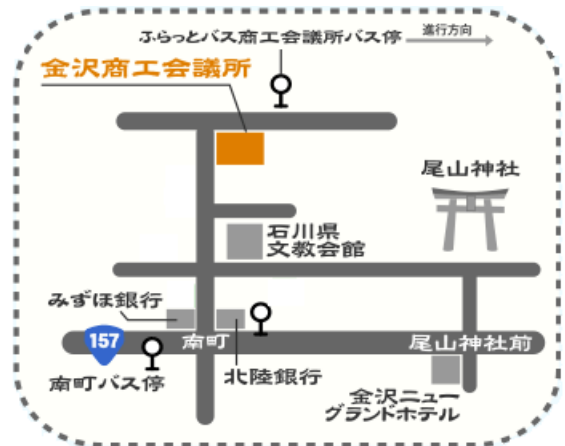 ふらっとバス商工会議所バス停
進行方向
金沢商工会議所
尾山神社
石川県
文教会館
みずほ銀行
157
南町
尾山神社前
南町バス停
北陸銀行
金沢ニュー
グランドホテル